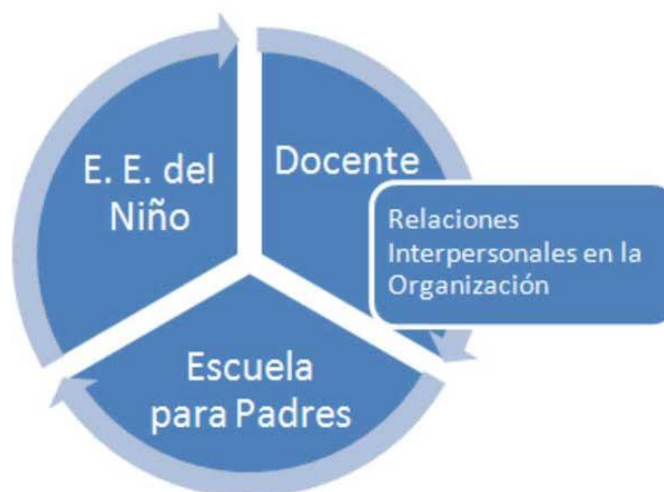 E. E. del
Niño
Docente
Relaciones
Interpersonales en la
Organización
Escuela
para Padres